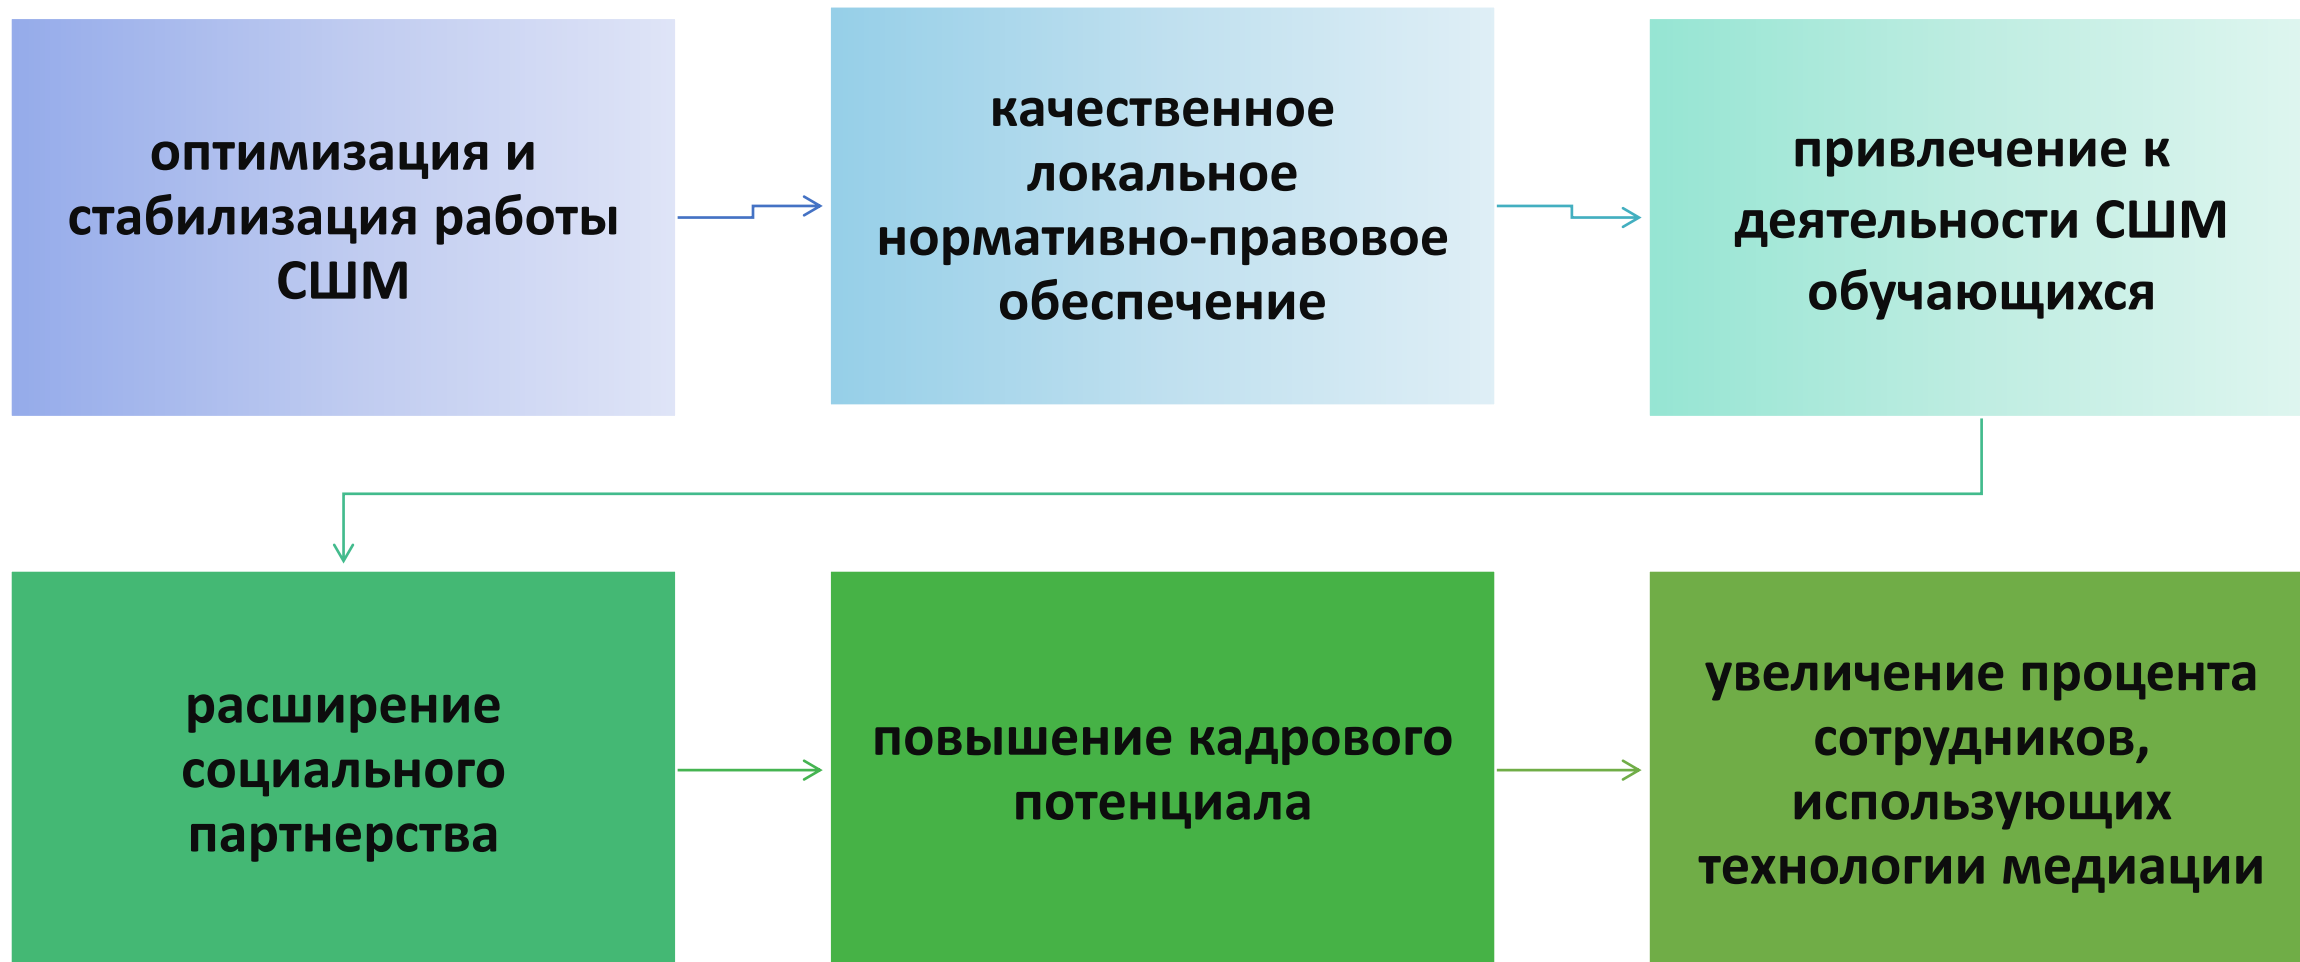 оптимизация и
стабилизация работы
СШМ
качественное
локальное
нормативно-правовое
обеспечение
привлечение к
деятельности СШМ
обучающихся
расширение
социального
партнерства
повышение кадрового
потенциала
увеличение процента
сотрудников,
использующих
технологии медиации